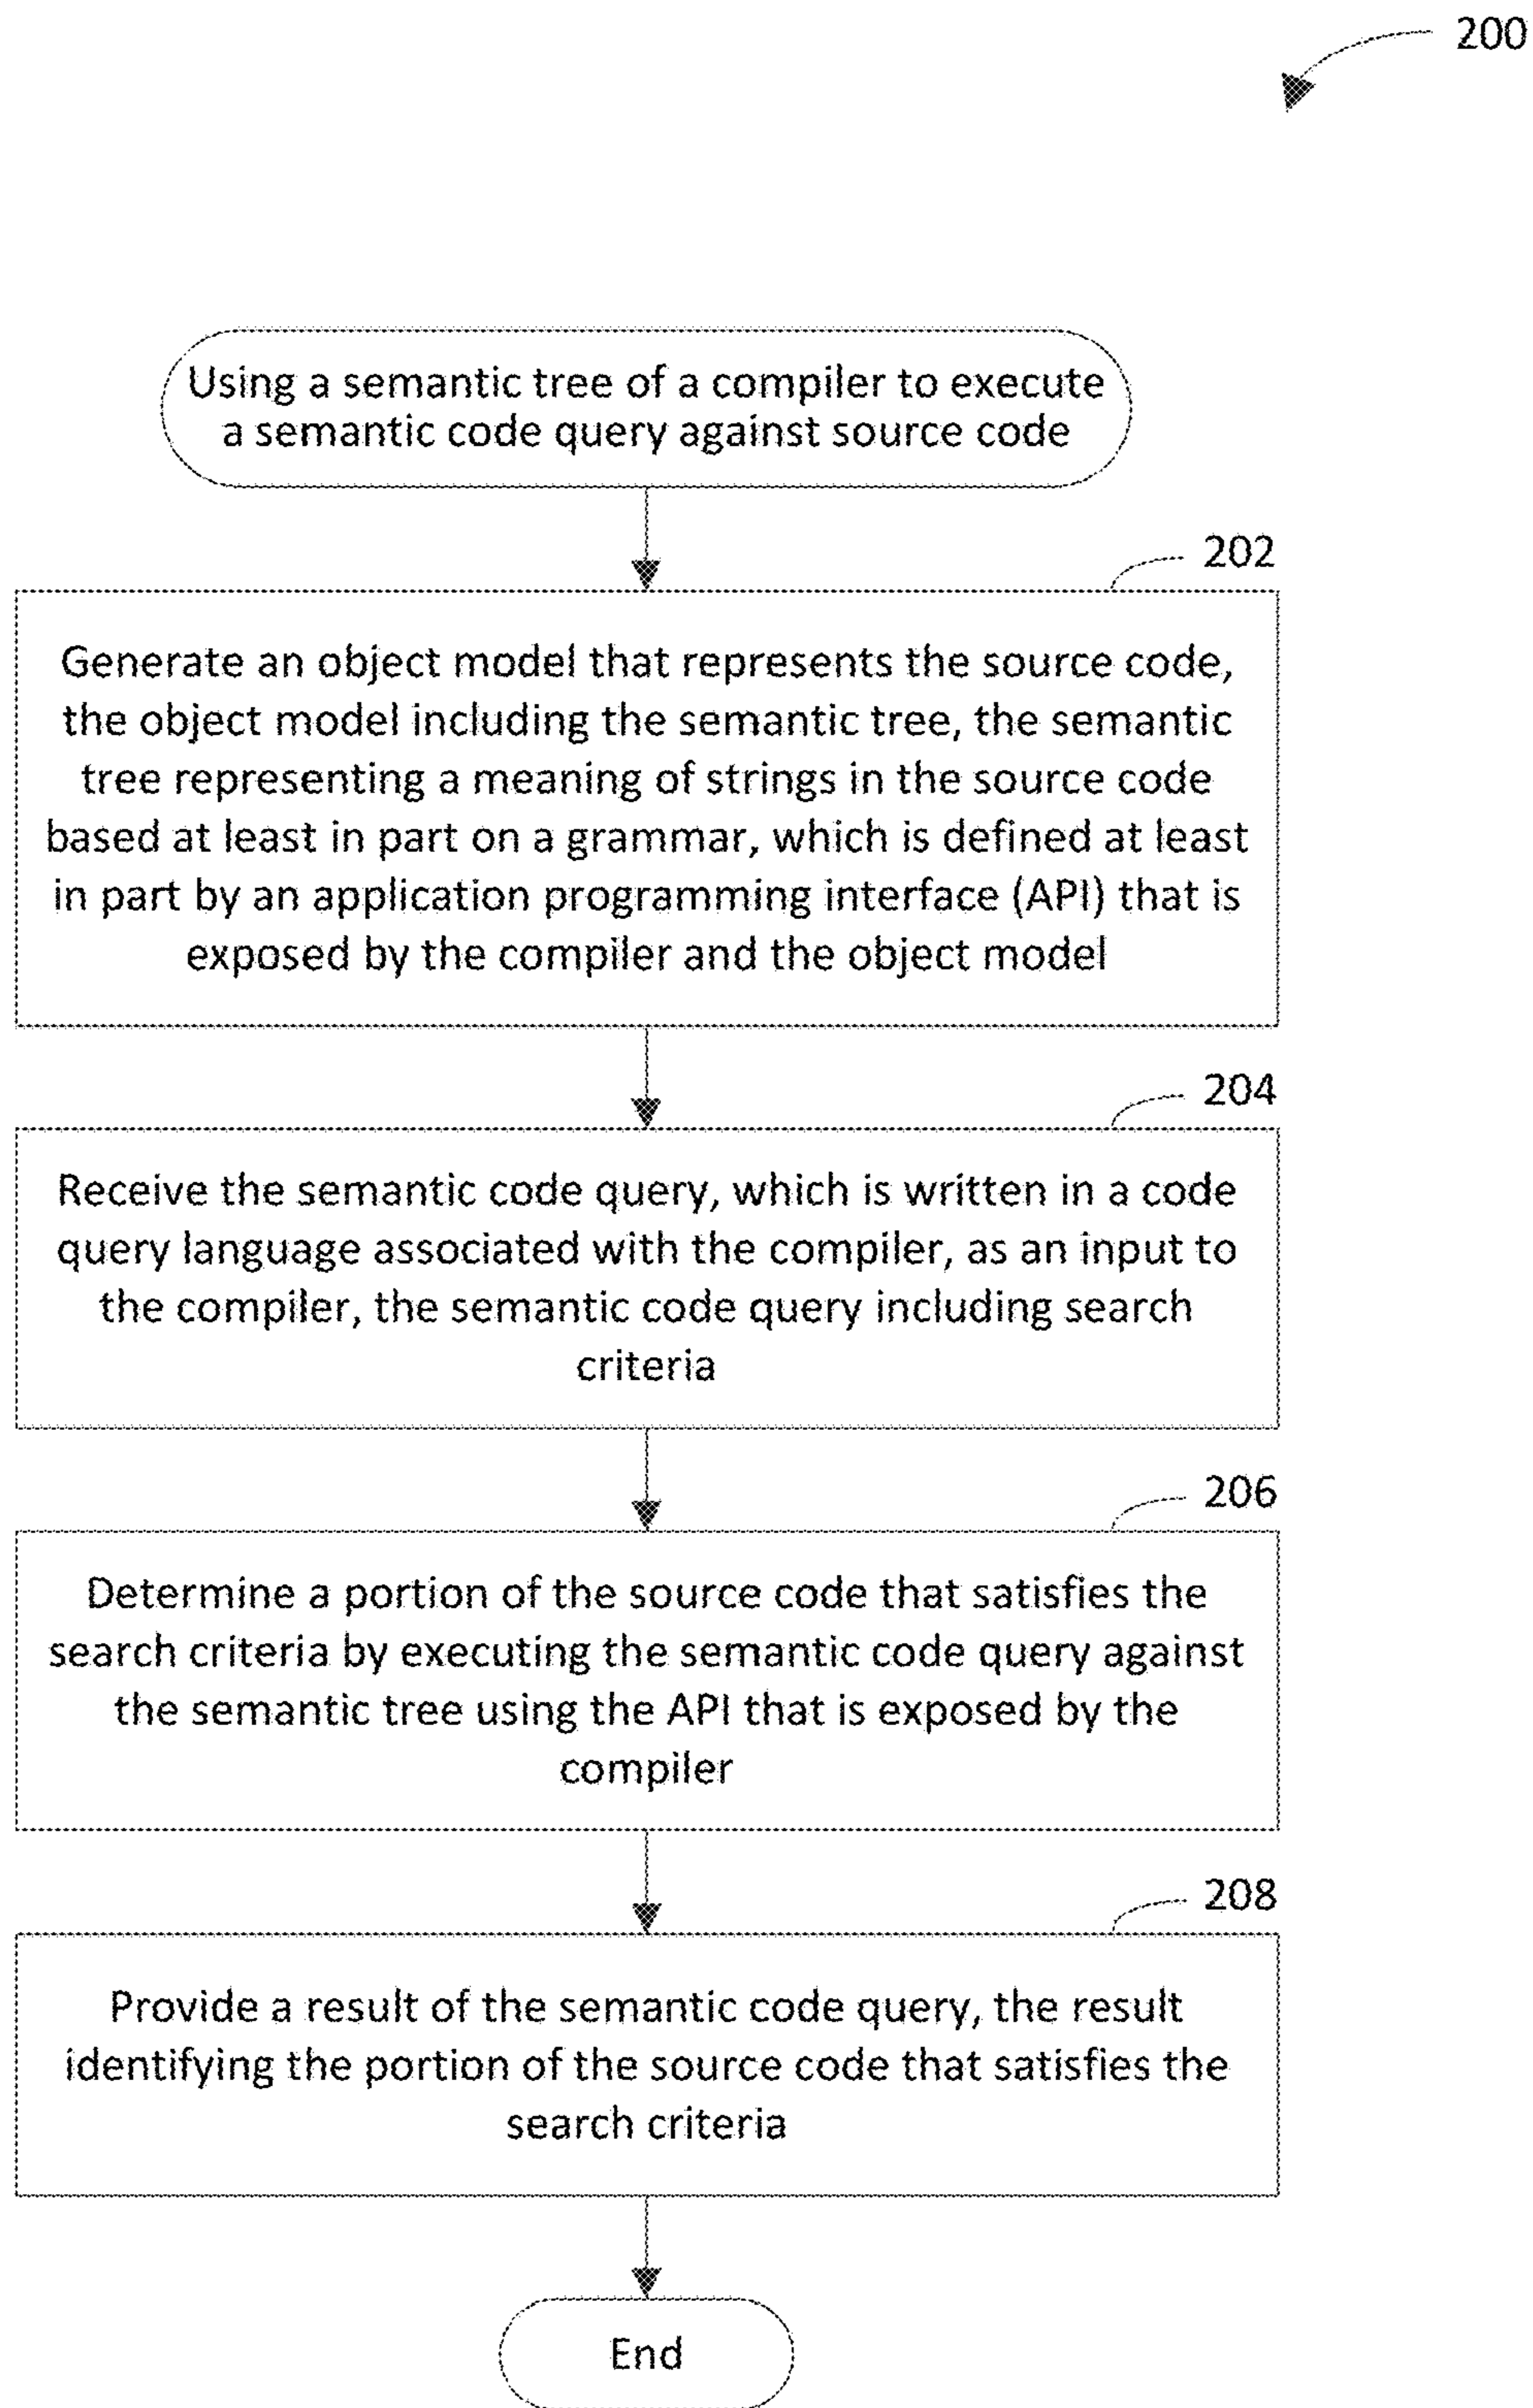 200
Using a semantic tree of a compiler to execute
a semantic code query against source code
202
Generate an object model that represents the source code,
the object model including the semantic tree, the semantic
tree representing a meaning of strings in the source code
based at least in part on a grammar, which is defined at least
in part by an application programming interface (API) that is
exposed by the compiler and the object model
204
Receive the semantic code query, which is written in a code
query language associated with the compiler, as an input to
the compiler, the semantic code query including search
criteria
206
Determine a portion of the source code that satisfies the
search criteria by executing the semantic code query against
the semantic tree using the API that is exposed by the
compiler
208
Provide a result of the semantic code query, the result
identifying the portion of the source code that satisfies the
search criteria
End